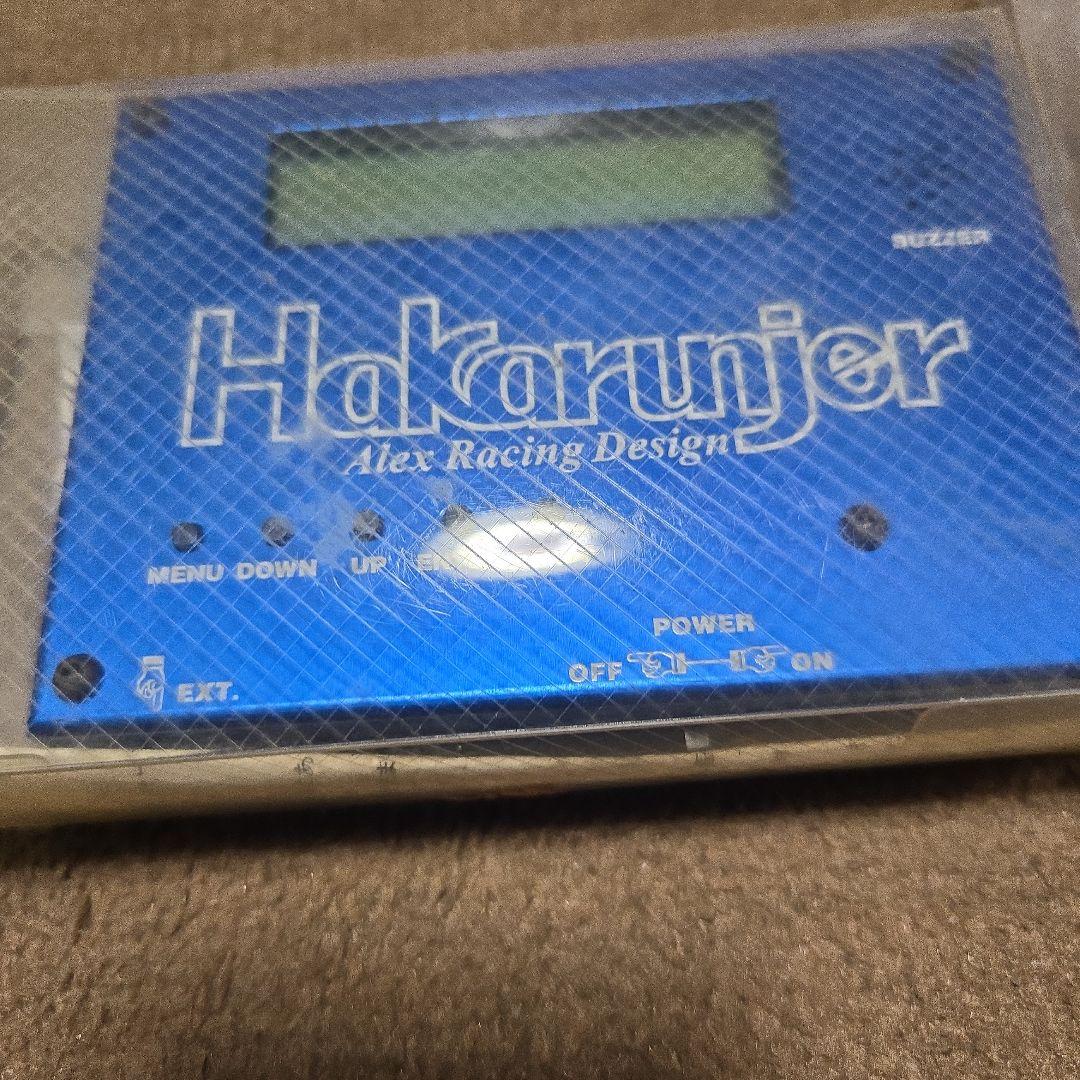 BUZZER
Hakarunjer
Alex Racing Design
MENU DOWN UP
POWER
OFF ON
EXT.